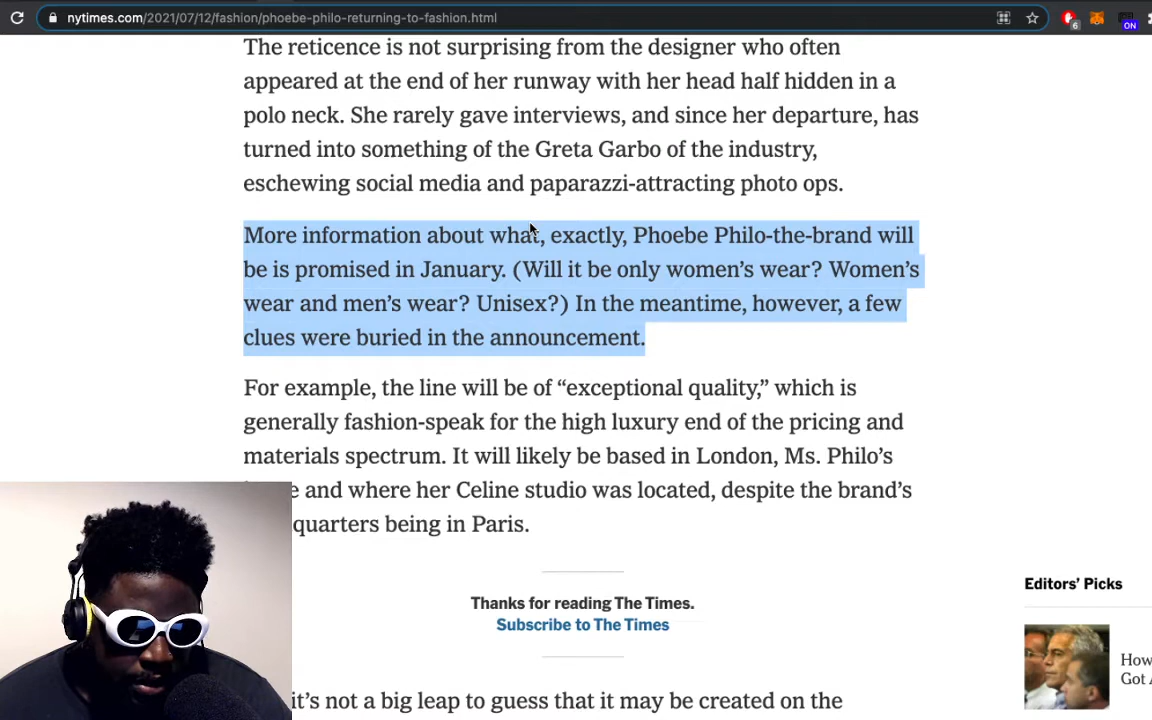 nytimes.com/2021/07/12/fashion/phoebe-philo-returning-to-fashion.html
6
ON
The reticence is not surprising from the designer who often
appeared at the end of her runway with her head half hidden in a
polo neck. She rarely gave interviews, and since her departure, has
turned into something of the Greta Garbo of the industry,
eschewing social media and paparazzi-attracting photo ops.
More information about what, exactly, Phoebe Philo-the-brand will
be is promised in January. (Will it be only women’s wear? Women’s
wear and men’s wear? Unisex?) In the meantime, however, a few
clues were buried in the announcement.
For example, the line will be of “exceptional quality,” which is
generally fashion-speak for the high luxury end of the pricing and
materials spectrum. It will likely be based in London, Ms. Philo’s
and where her Celine studio was located, despite the brand’s
quarters being in Paris.
Thanks for reading The Times.
Subscribe to The Times
Editors’ Picks
How
Got
it’s not a big leap to guess that it may be created on the